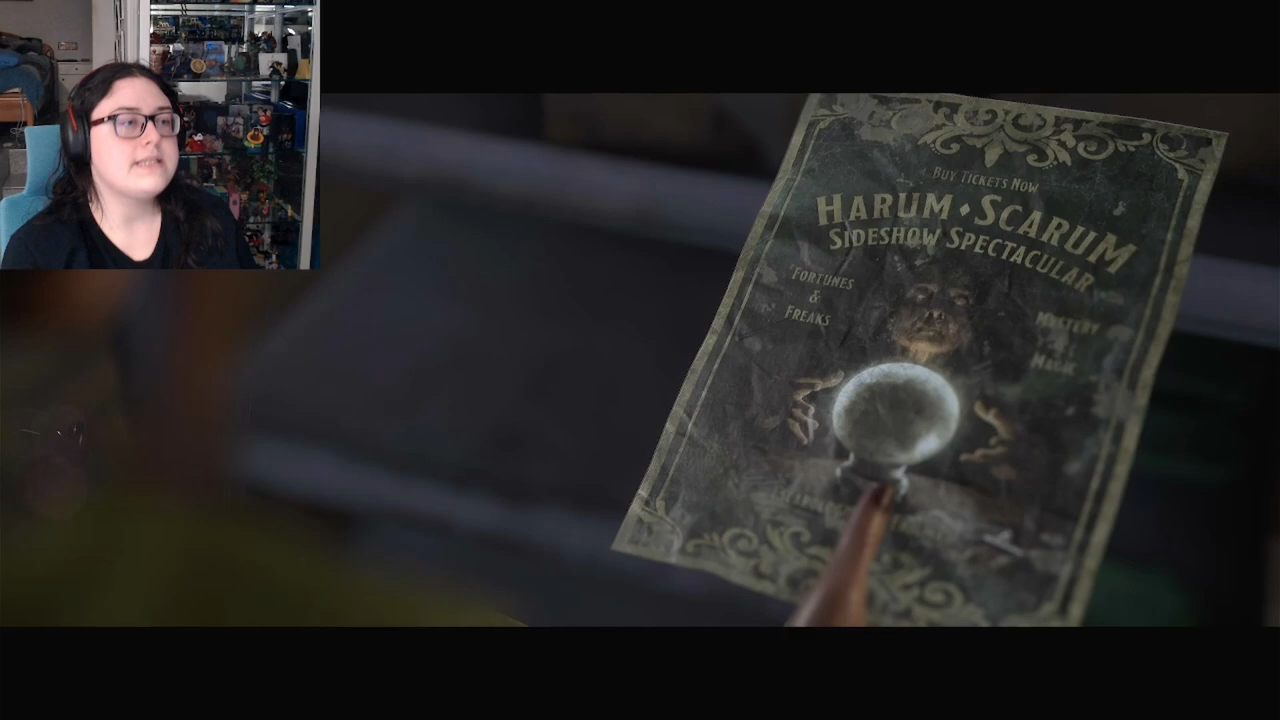 BUY TICKETS NOW
HARUM • SCARUM
SIDESHOW SPECTACULAR
FORTUNES
&
FREAKS
MYSTERY
MAGIC